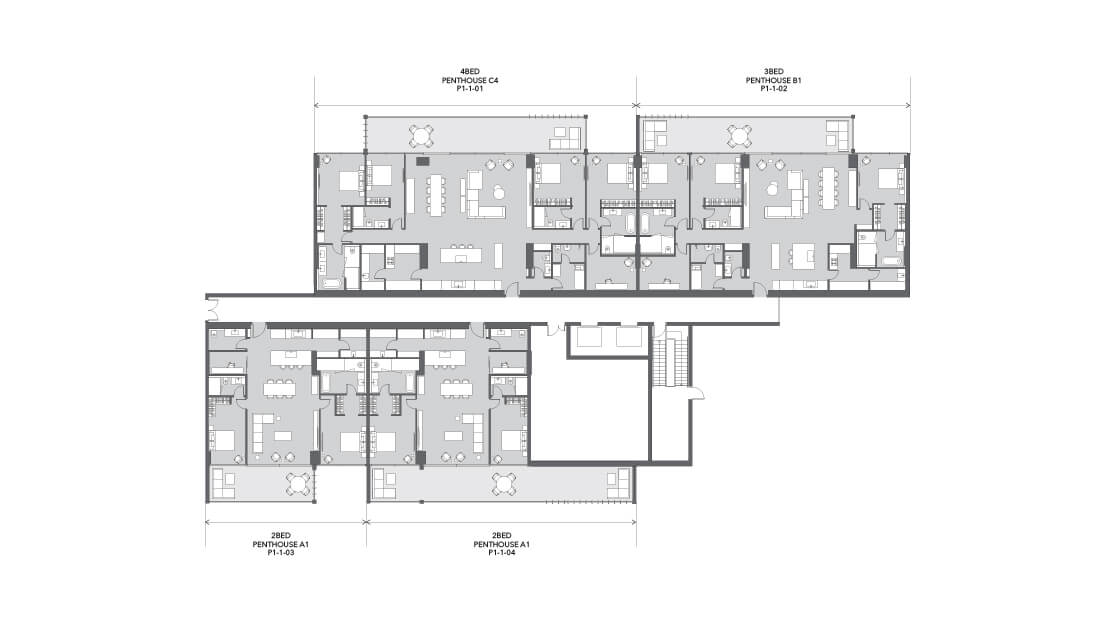 4BED
PENTHOUSE C4
P1-1-01
3BED
PENTHOUSE B1
P1-1-02
2BED
PENTHOUSE A1
P1-1-03
2BED
PENTHOUSE A1
P1-1-04